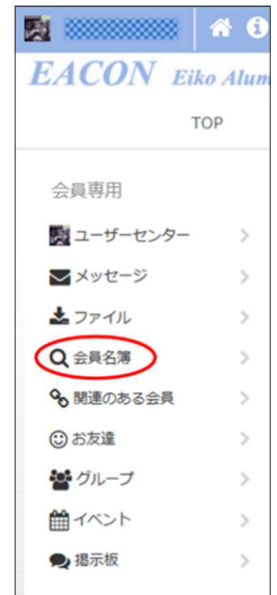 EACON Eiko Alum
TOP
会員専用
ユーザーセンター
メッセージ
ファイル
会員名簿
関連のある会員
お友達
グループ
イベント
掲示板